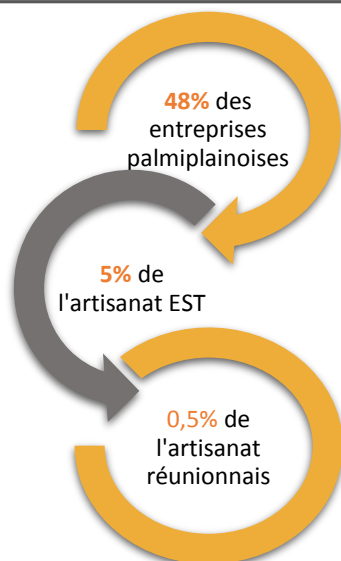 48% des
entreprises
palmiplainoises
5% de
l'artisanat EST
0,5% de
l'artisanat
réunionnais